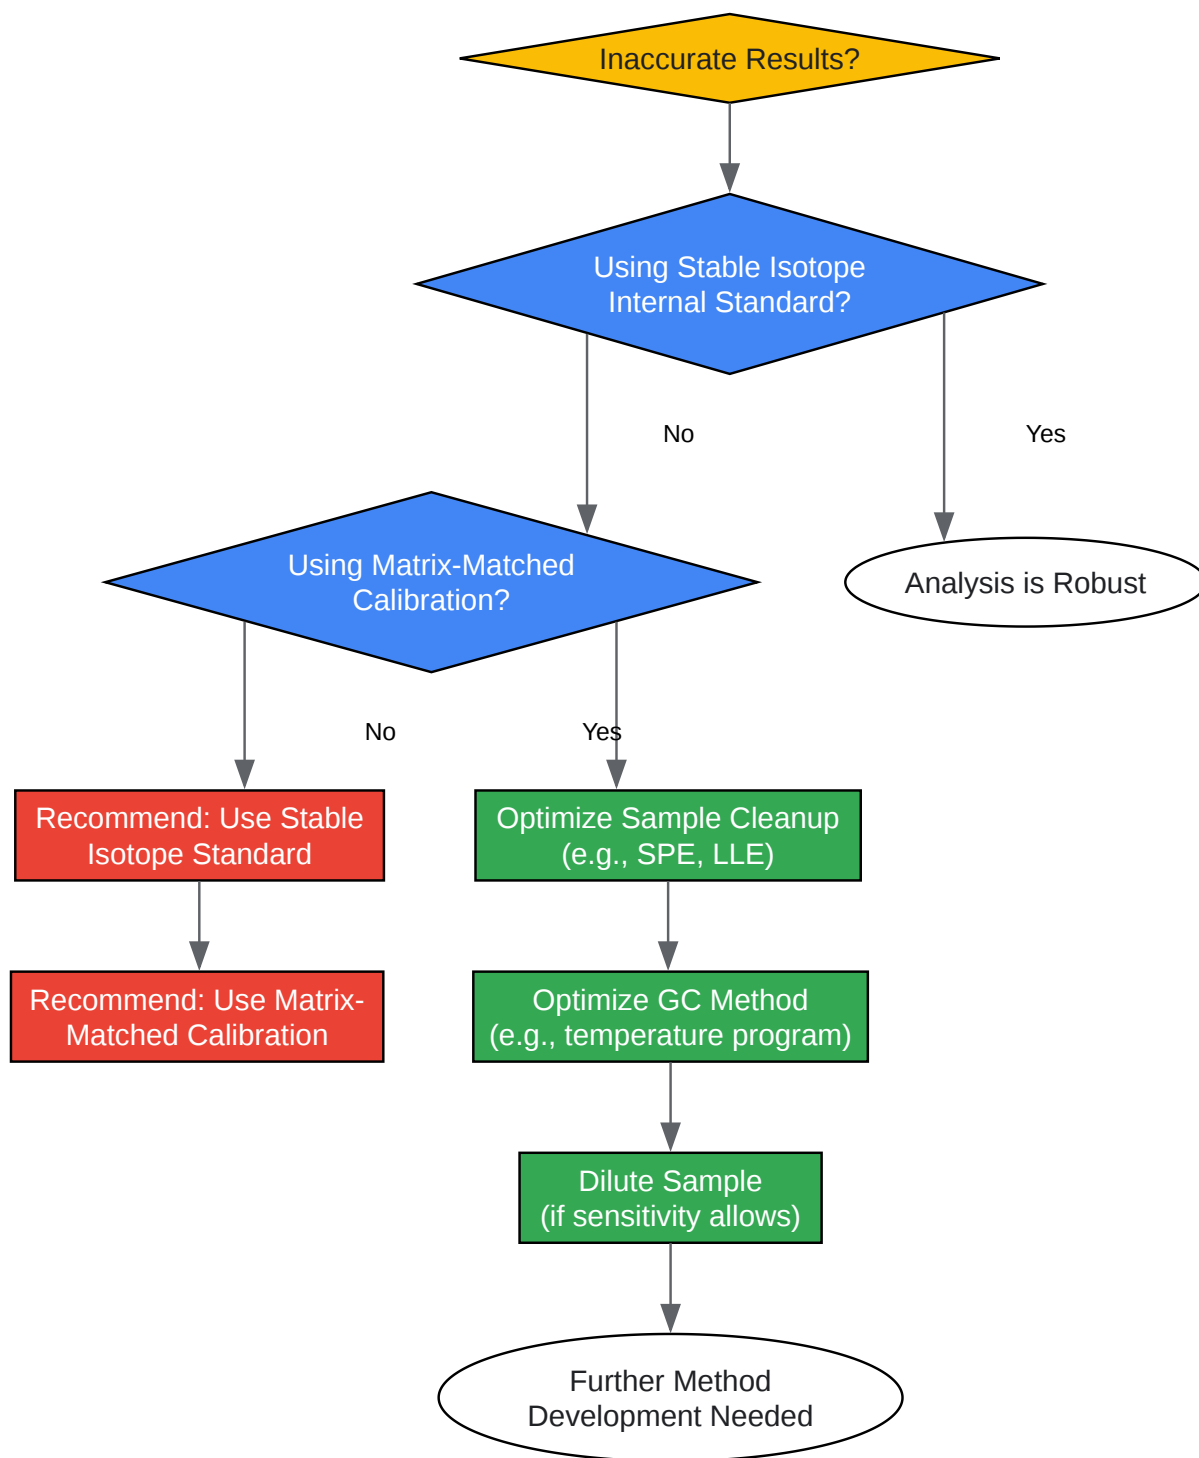 Inaccurate Results?
Using Stable Isotope
Internal Standard?
No
Yes
Using Matrix-Matched
Calibration?
Analysis is Robust
No
Yes
Recommend: Use Stable
Isotope Standard
Optimize Sample Cleanup
(e.g., SPE, LLE)
Recommend: Use Matrix-
Matched Calibration
Optimize GC Method
(e.g., temperature program)
Dilute Sample
(if sensitivity allows)
Further Method
Development Needed